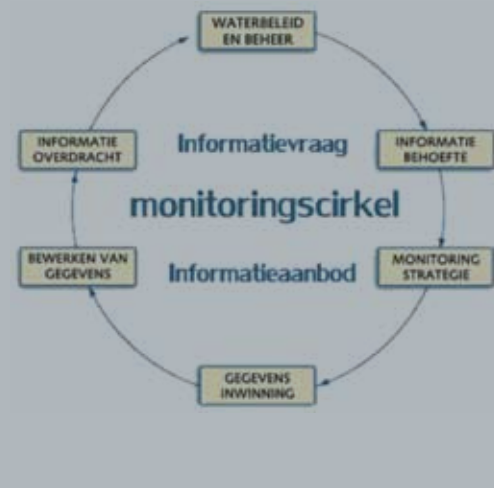 WATERBELEID
EN BEHEER
INFORMATIE
OVERDRACHT
Informatievraag
INFORMATIE
BEHOEFTE
monitoringscirkel
BEWERKEN VAN
GEGEVENS
Informatieaanbod
MONITORING
STRATEGIE
GEGEVENS
INWINNING